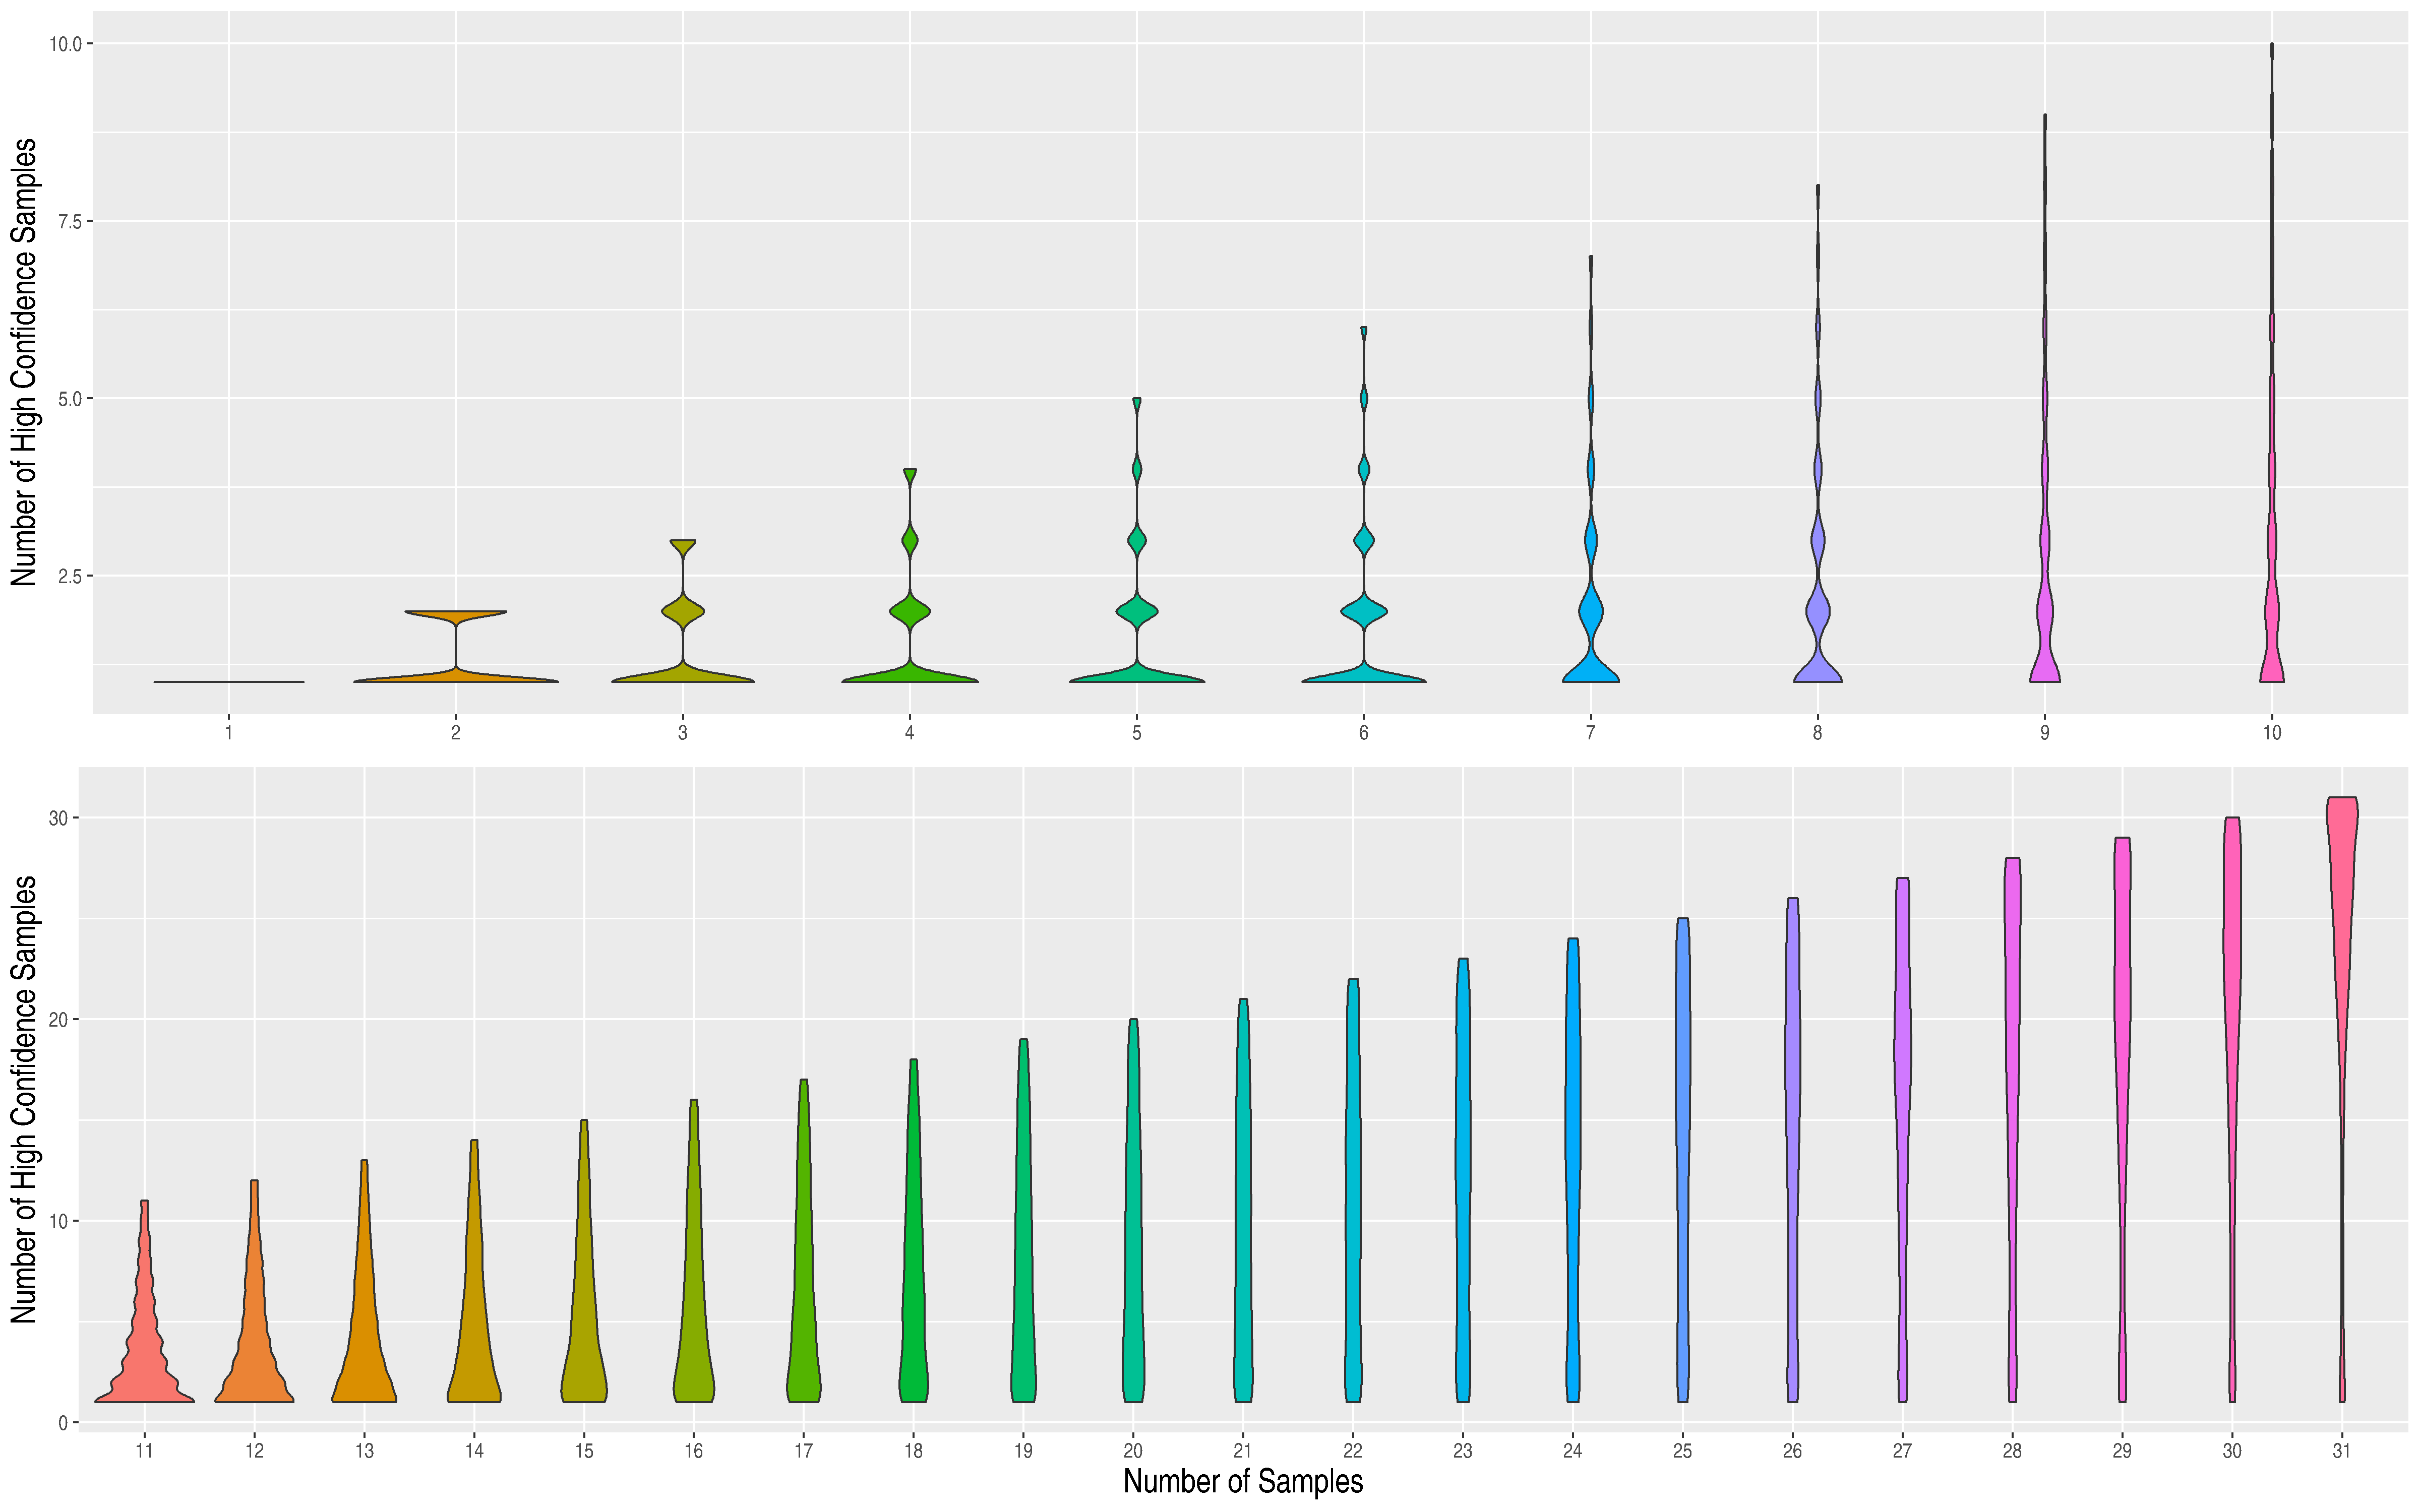 Number of High Confidence Samples
10.0
7.5
5.0
2.5
1 2 3 4 5 6 7 8 9 10
Number of High Confidence Samples
30
20
10
0
11 12 13 14 15 16 17 18 19 20 21 22 23 24 25 26 27 28 29 30 31
Number of Samples